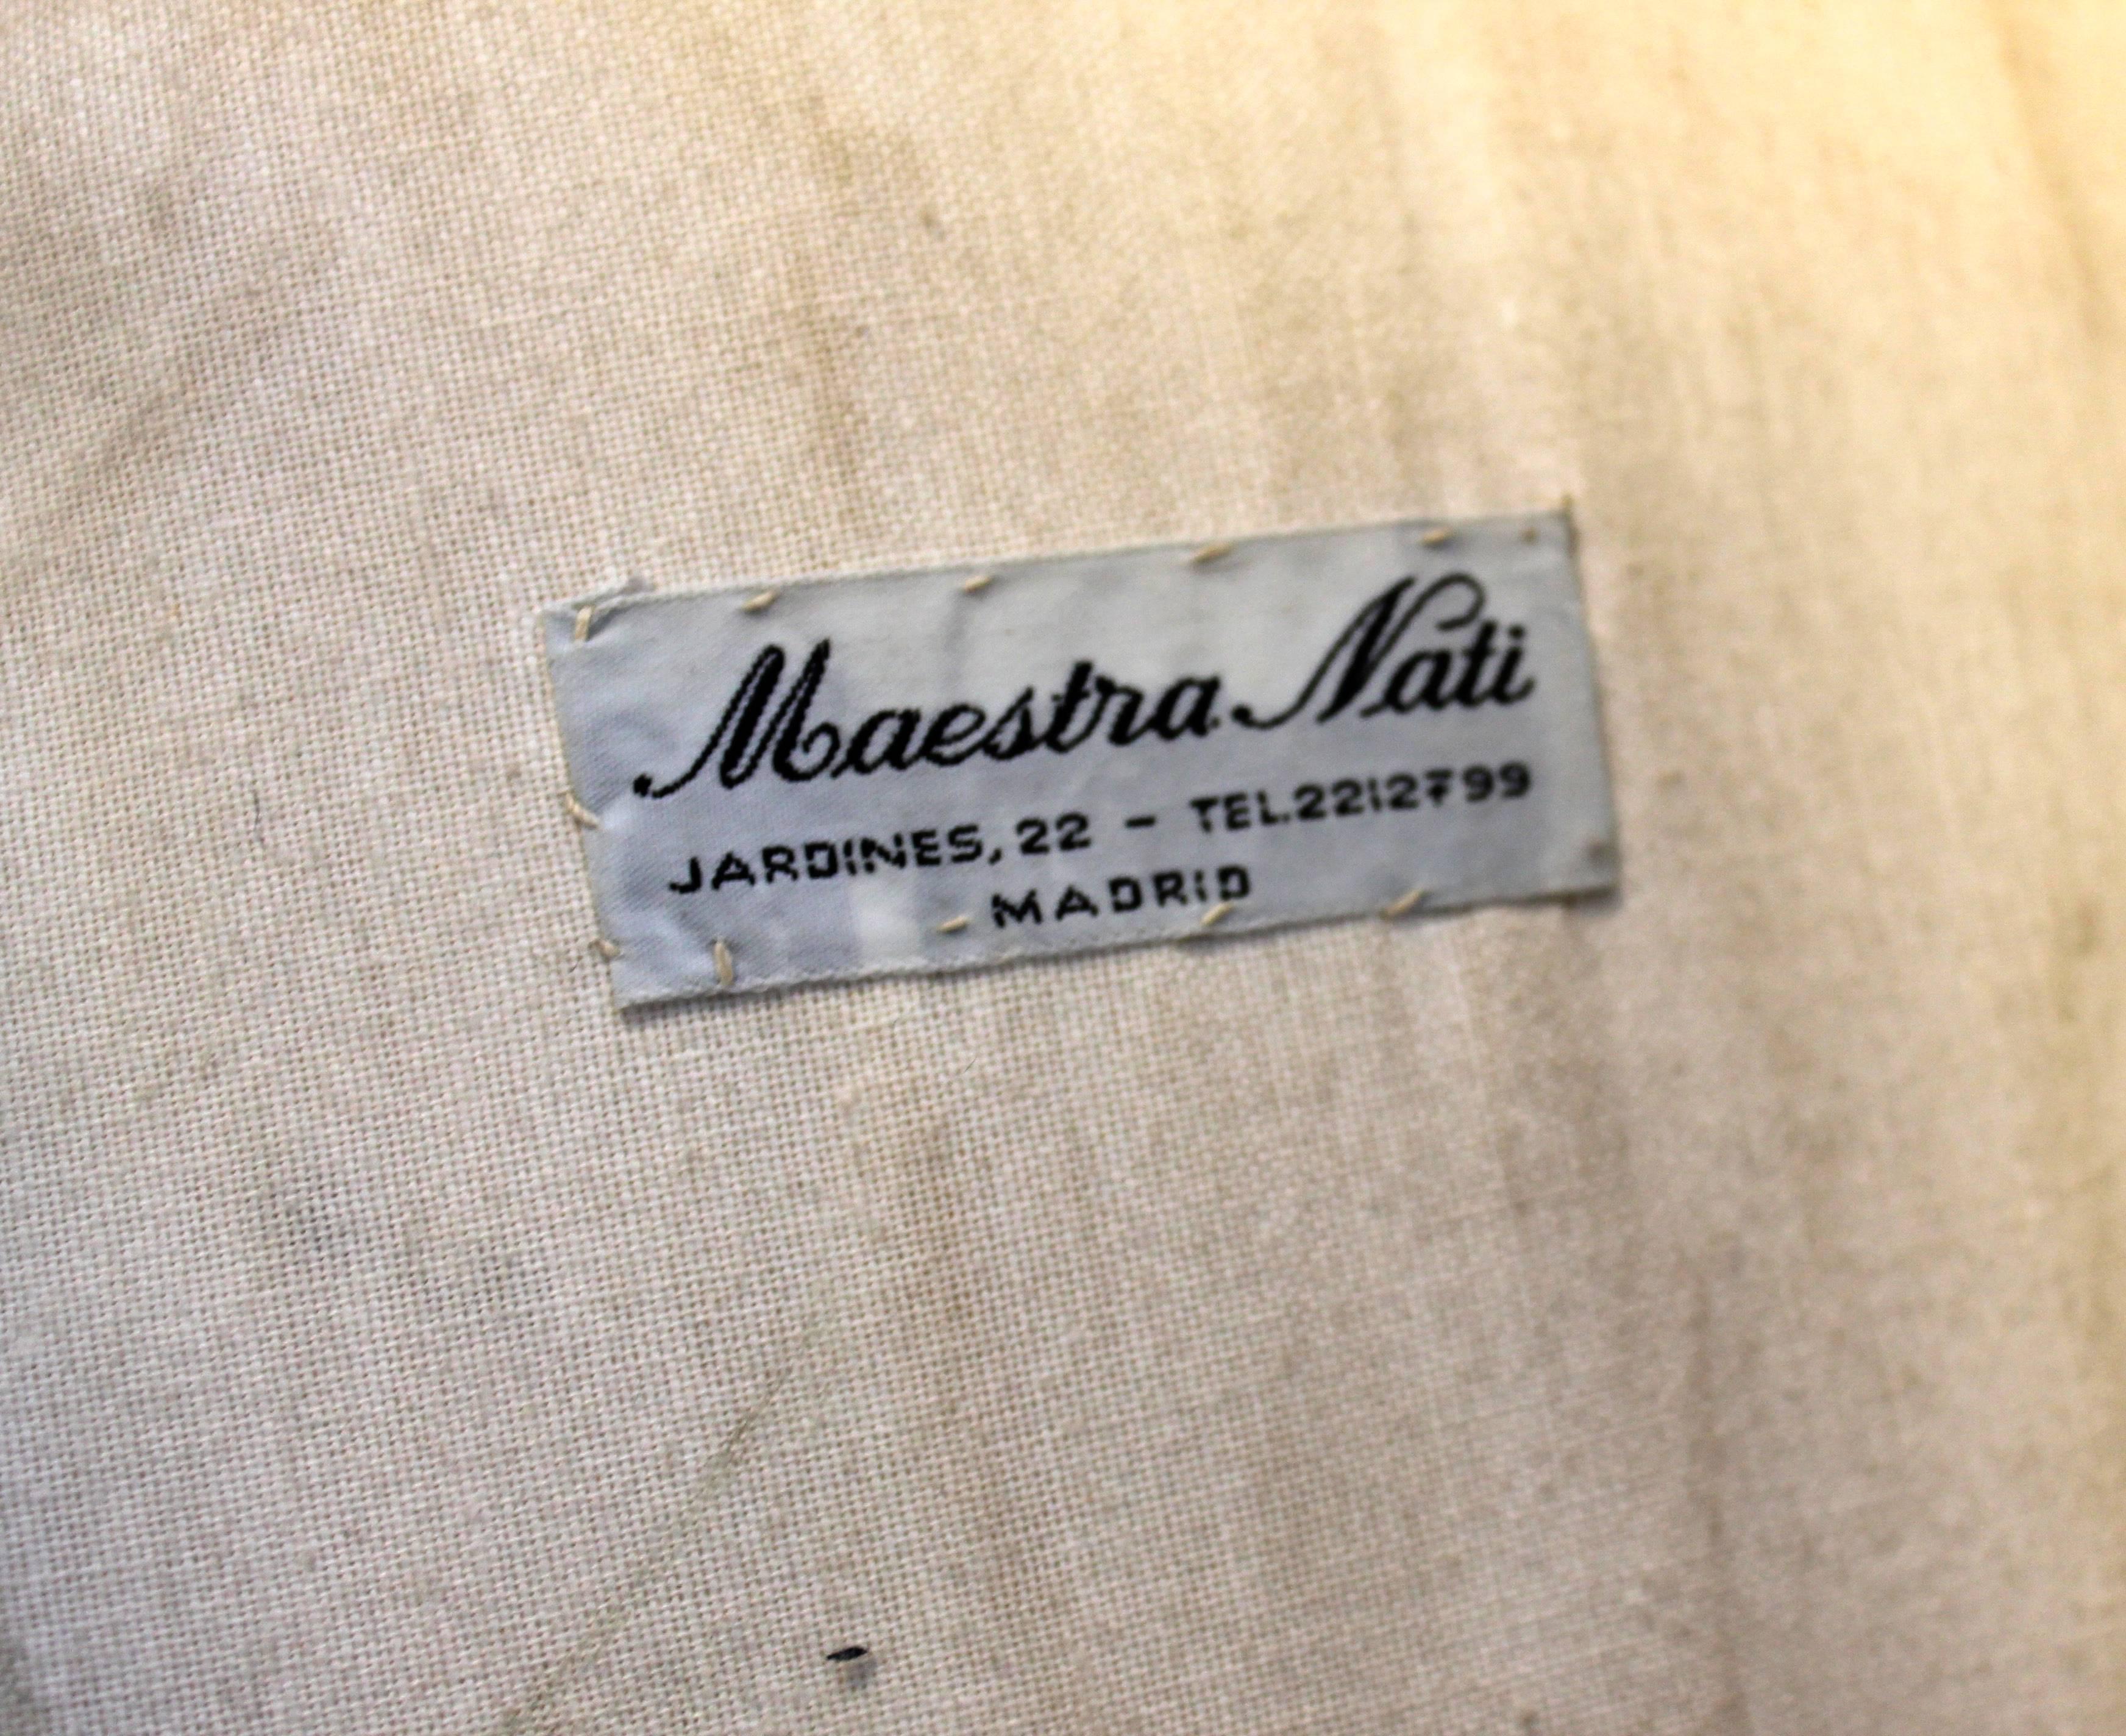 Maestra Nati
JARDINES, 22 - TEL.2212799
MADRID